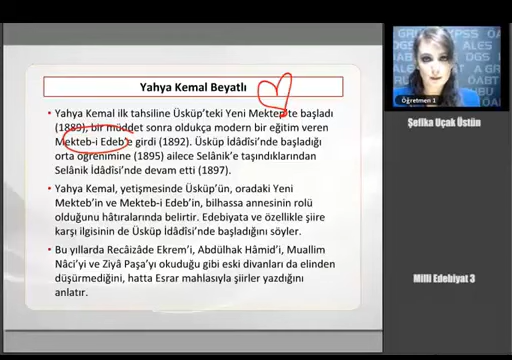 Yahya Kemal Beyatlı
• Yahya Kemal ilk tahsiline Üsküp'teki Yeni Mektep'te başladı
(1889), bir müddet sonra oldukça modern bir eğitim veren
Mekteb-i Edeb'e girdi (1892). Üsküp İdâdîsi'nde başladığı
orta öğrenimine (1895) ailece Selânik'e taşındıklarından
Selânik İdâdîsi'nde devam etti (1897).
• Yahya Kemal, yetişmesinde Üsküp'ün, oradaki Yeni
Mekteb'in ve Mekteb-i Edeb'in, bilhassa annesinin rolü
olduğunu hâtıralarında belirtir. Edebiyata ve özellikle şiire
karşı ilgisinin de Üsküp İdâdîsi'nde başladığını söyler.
• Bu yıllarda Recâizâde Ekrem'i, Abdülhak Hâmid'i, Muallim
Nâci'yi ve Ziyâ Paşa'yı okuduğu gibi eski divanları da elinden
düşürmediğini, hatta Esrar mahlasıyla şiirler yazdığını
anlatır.
KPSS
DGS
ALES
ÖABT
Öğretmen 1
Şefika Uçak Üstün
Milli Edebiyat 3